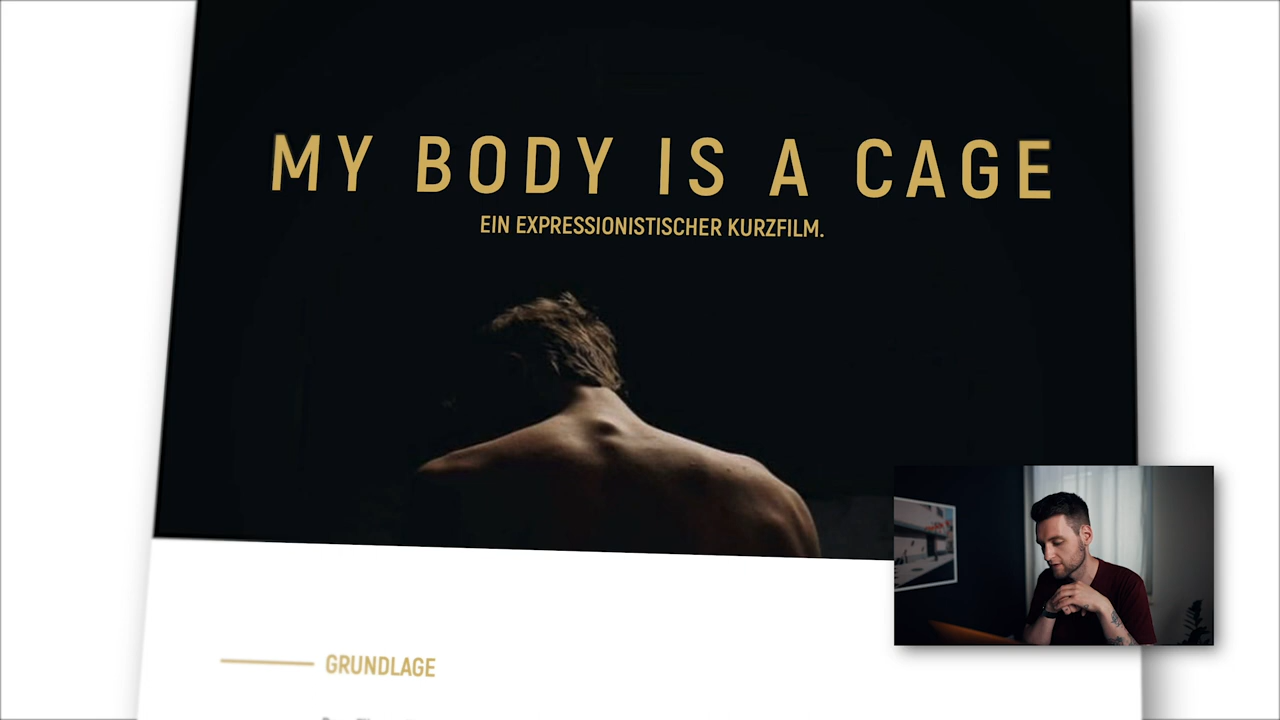 MY BODY IS A CAGE
EIN EXPRESSIONISTISCHER KURZFILM.
GRUNDLAGE